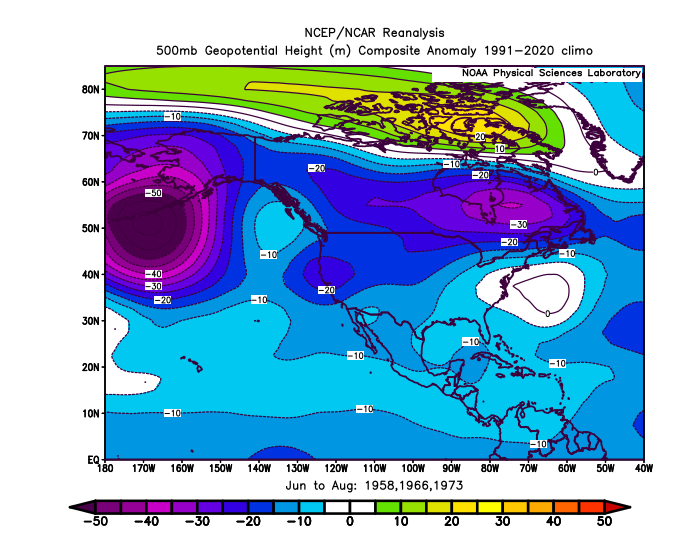 NCEP/NCAR Reanalysis
500mb Geopotential Height (m) Composite Anomaly 1991−2020 climo
NOAA Physical Sciences Laboratory
80N
−10
70N
20
10
−10
0
−20
−20
60N
−50
−30
50N
−20
−10
−10
40N
−40
−30
−20
−20
−10
30N
0
−10
−10
20N
−20
10N
−10
−10
−10
EQ
180 170W 160W 150W 140W 130W 120W 110W 100W 90W 80W 70W 60W 50W 40W
Jun to Aug: 1958,1966,1973
−50 −40 −30 −20 −10 0 10 20 30 40 50